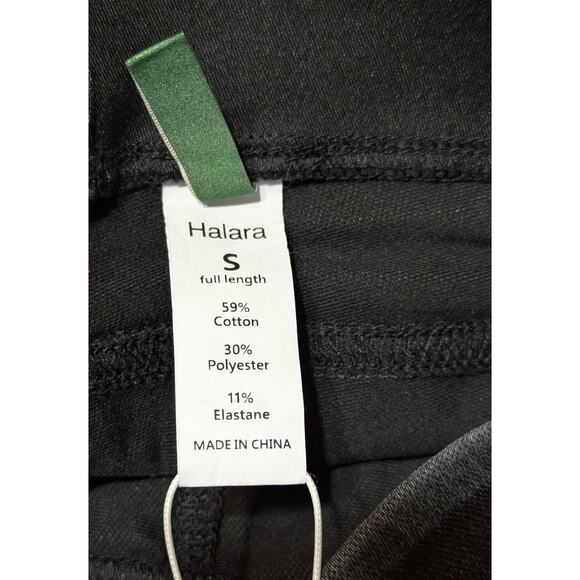 Halara
S
full length
59%
Cotton
30%
Polyester
11%
Elastane
MADE IN CHINA